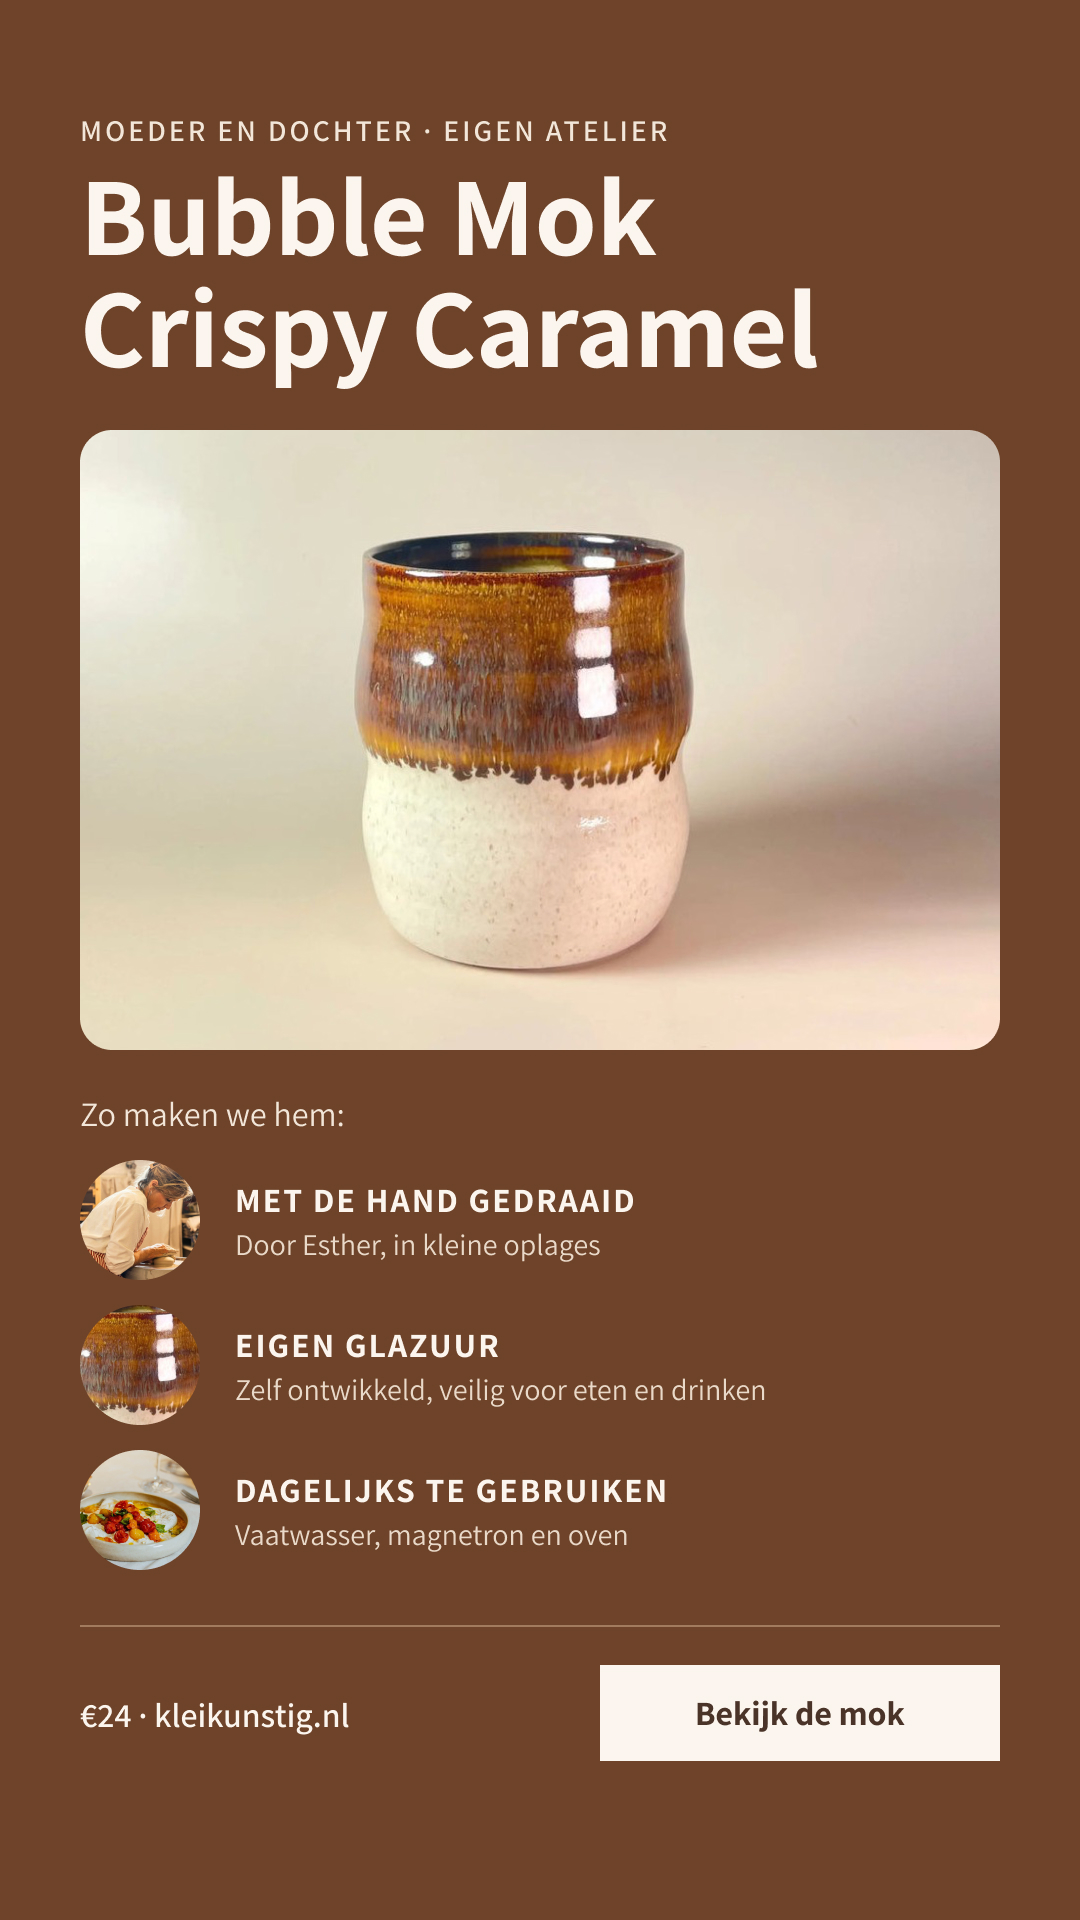 MOEDER EN DOCHTER · EIGEN ATELIER
Bubble Mok
Crispy Caramel
Zo maken we hem:
MET DE HAND GEDRAAID
Door Esther, in kleine oplages
EIGEN GLAZUUR
Zelf ontwikkeld, veilig voor eten en drinken
DAGELIJKS TE GEBRUIKEN
Vaatwasser, magnetron en oven
€24 · kleikunstig.nl
Bekijk de mok